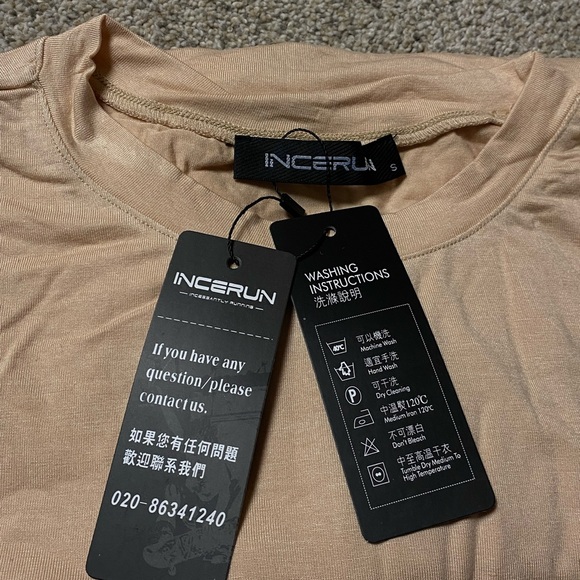 INCERUN
S
INCERUN
INCESSANTLY RUNNING
If you have any
question/please
contact us.
如果您有任何問題
歡迎聯系我們
020-86341240
WASHING
INSTRUCTIONS
洗滌說明
40℃
可以機洗
Machine Wash
適宜手洗
Hand Wash
P
可干洗
Dry Cleaning
中溫熨120℃
Medium Iron 120℃
不可漂白
Don't Bleach
中至高溫干衣
Tumble Dry Medium To
High Temperature